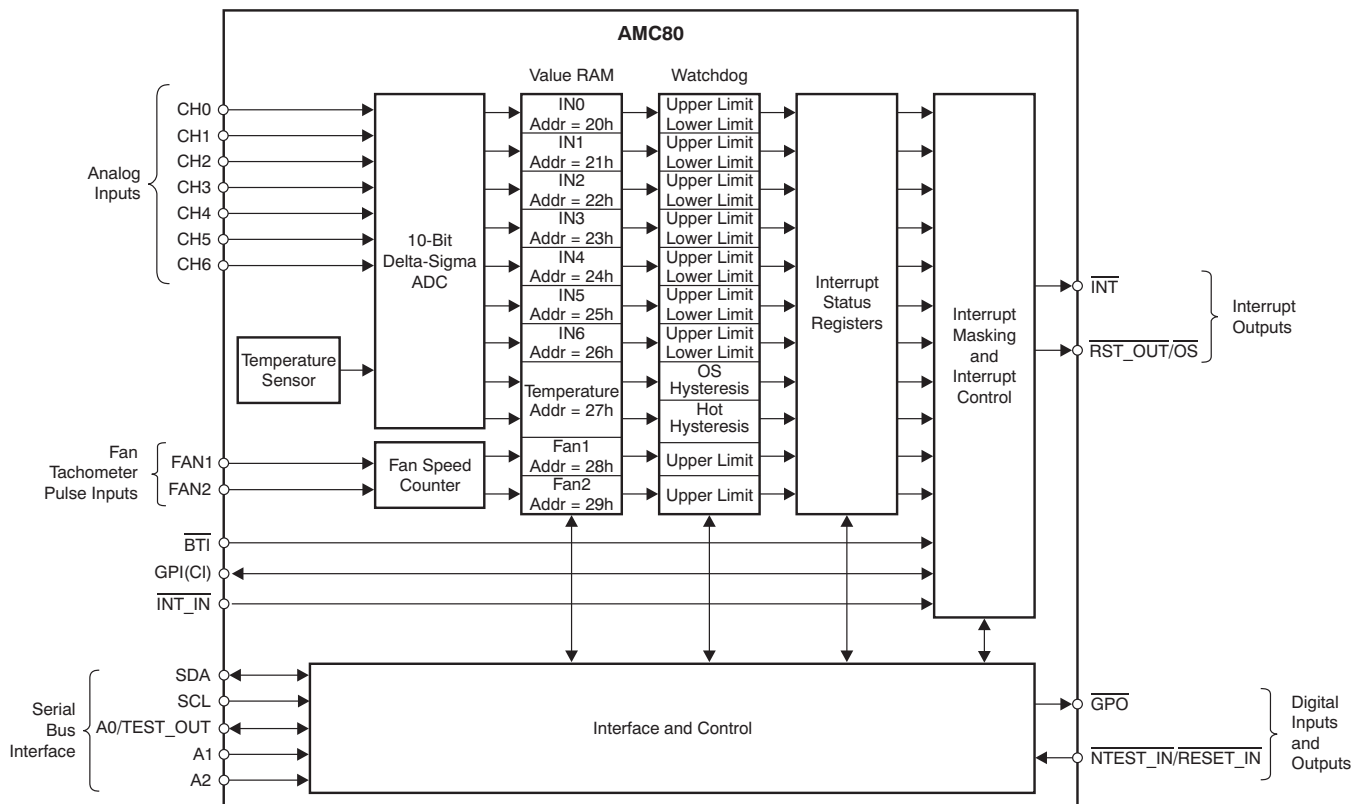 AMC80
Value RAM
Watchdog
Analog
Inputs
CH0
CH1
CH2
CH3
CH4
CH5
CH6
10-Bit
Delta-Sigma
ADC
Temperature
Sensor
IN0
Addr = 20h
IN1
Addr = 21h
IN2
Addr = 22h
IN3
Addr = 23h
IN4
Addr = 24h
IN5
Addr = 25h
IN6
Addr = 26h
Temperature
Addr = 27h
Fan1
Addr = 28h
Fan2
Addr = 29h
Upper Limit
Lower Limit
Upper Limit
Lower Limit
Upper Limit
Lower Limit
Upper Limit
Lower Limit
Upper Limit
Lower Limit
Upper Limit
Lower Limit
Upper Limit
Lower Limit
OS
Hysteresis
Hot
Hysteresis
Upper Limit
Upper Limit
Interrupt
Status
Registers
Interrupt
Masking
and
Interrupt
Control
INT
RST_OUT/OS
Interrupt
Outputs
Fan
Tachometer
Pulse Inputs
FAN1
FAN2
Fan Speed
Counter
BTI
GPI(CI)
INT_IN
Serial
Bus
Interface
SDA
SCL
A0/TEST_OUT
A1
A2
Interface and Control
GPO
NTEST_IN/RESET_IN
Digital
Inputs
and
Outputs